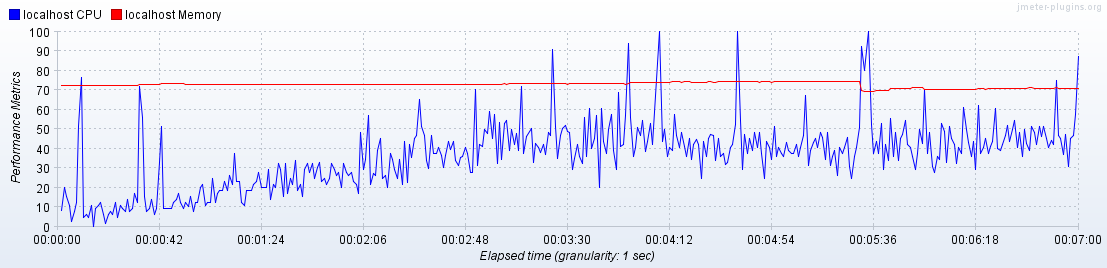 jmeter-plugins.org
localhost CPU localhost Memory
Performance Metrics
100
90
80
70
60
50
40
30
20
10
0
00:00:00 00:00:42 00:01:24 00:02:06 00:02:48 00:03:30 00:04:12 00:04:54 00:05:36 00:06:18 00:07:00
Elapsed time (granularity: 1 sec)